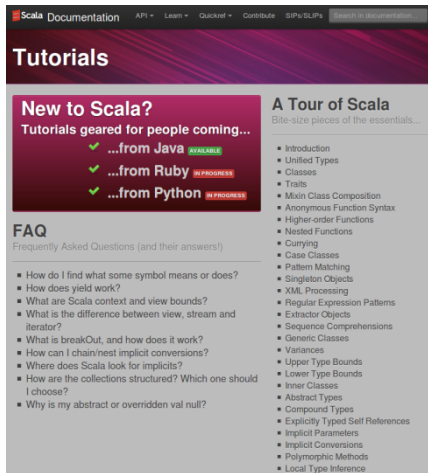 Scala Documentation
API Learn Quickref Contribute SIPs/SLIPs Search in documentation...
Tutorials
New to Scala?
Tutorials geared for people coming...
...from Java AVAILABLE
...from Ruby IN PROGRESS
...from Python IN PROGRESS
FAQ
Frequently Asked Questions (and their answers!)
How do I find what some symbol means or does?
How does yield work?
What are Scala context and view bounds?
What is the difference between view, stream and
iterator?
What is breakOut, and how does it work?
How can I chain/nest implicit conversions?
Where does Scala look for implicits?
How are the collections structured? Which one should
I choose?
Why is my abstract or overridden val null?
A Tour of Scala
Bite-size pieces of the essentials...
Introduction
Unified Types
Classes
Traits
Mixin Class Composition
Anonymous Function Syntax
Higher-order Functions
Nested Functions
Currying
Case Classes
Pattern Matching
Singleton Objects
XML Processing
Regular Expression Patterns
Extractor Objects
Sequence Comprehensions
Generic Classes
Variances
Upper Type Bounds
Lower Type Bounds
Inner Classes
Abstract Types
Compound Types
Explicitly Typed Self References
Implicit Parameters
Implicit Conversions
Polymorphic Methods
Local Type Inference